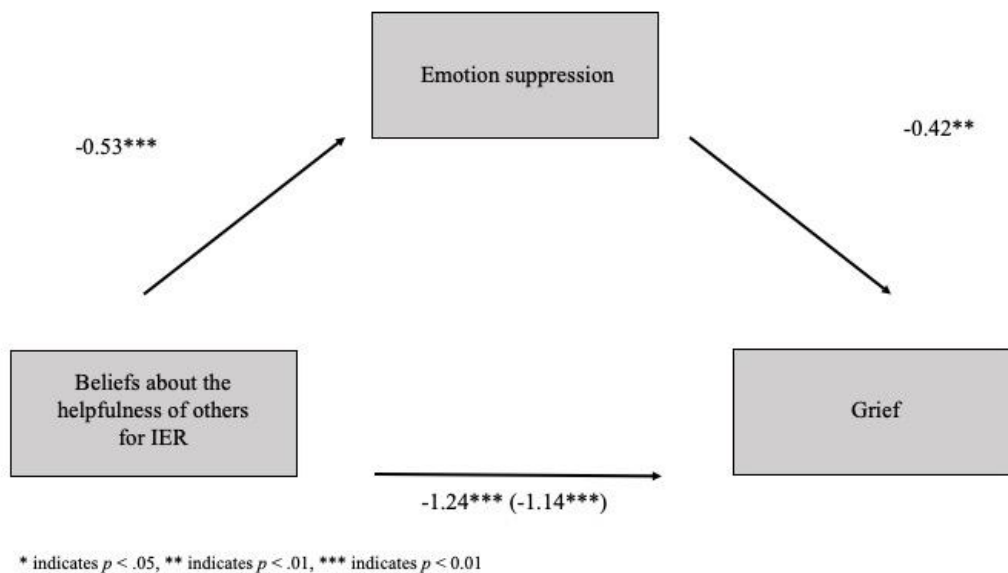 Emotion suppression
-0.53***
-0.42**
Beliefs about the
helpfulness of others
for IER
Grief
-1.24*** (-1.14***)
* indicates p < .05, ** indicates p < .01, *** indicates p < 0.01